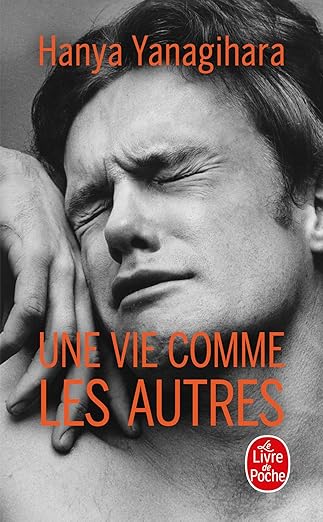 Hanya Yanagihara
UNE VIE COMME
LES AUTRES
Le
Livre
de
Poche